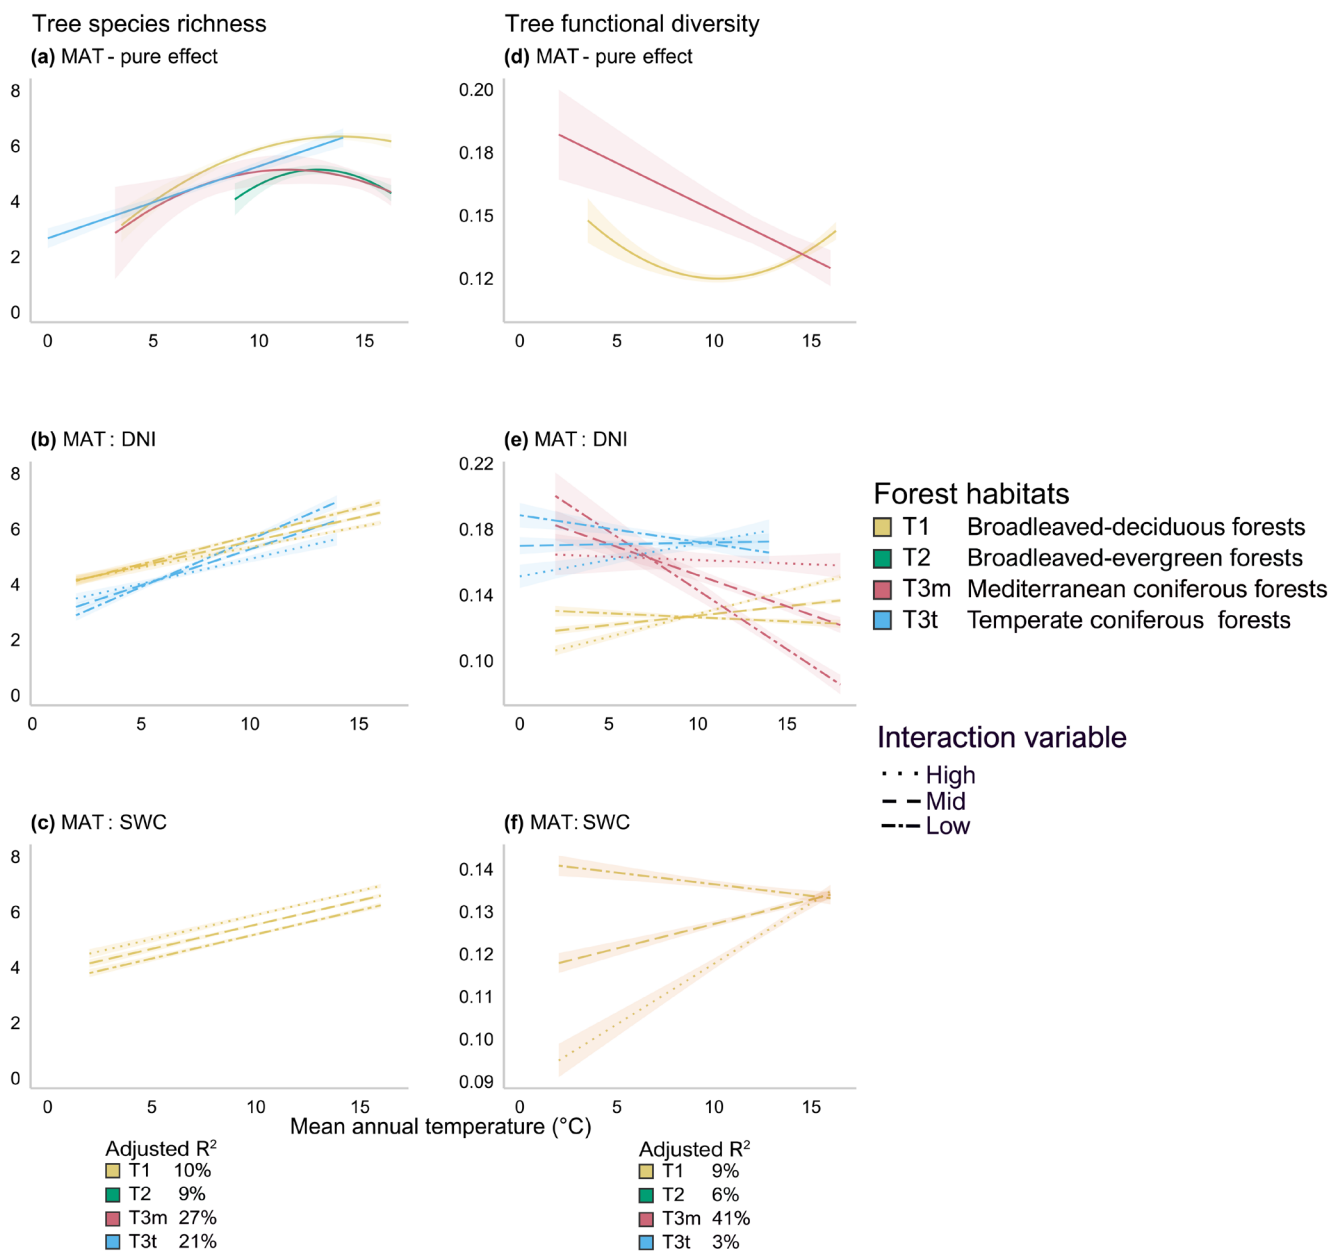 Tree species richness
(a) MAT - pure effect
8
6
4
2
0
0 5 10 15
Tree functional diversity
(d) MAT - pure effect
0.20
0.18
0.15
0.12
0 5 10 15
(b) MAT : DNI
8
6
4
2
0
0 5 10 15
(e) MAT : DNI
0.22
0.18
0.14
0.10
0 5 10 15
Forest habitats
T1 Broadleaved-deciduous forests
T2 Broadleaved-evergreen forests
T3m Mediterranean coniferous forests
T3t Temperate coniferous forests
Interaction variable
High
Mid
Low
(c) MAT : SWC
8
6
4
2
0
0 5 10 15
(f) MAT: SWC
0.14
0.13
0.12
0.11
0.10
0.09
0 5 10 15
Mean annual temperature (°C)
Adjusted R²
T1 10%
T2 9%
T3m 27%
T3t 21%
Adjusted R²
T1 9%
T2 6%
T3m 41%
T3t 3%